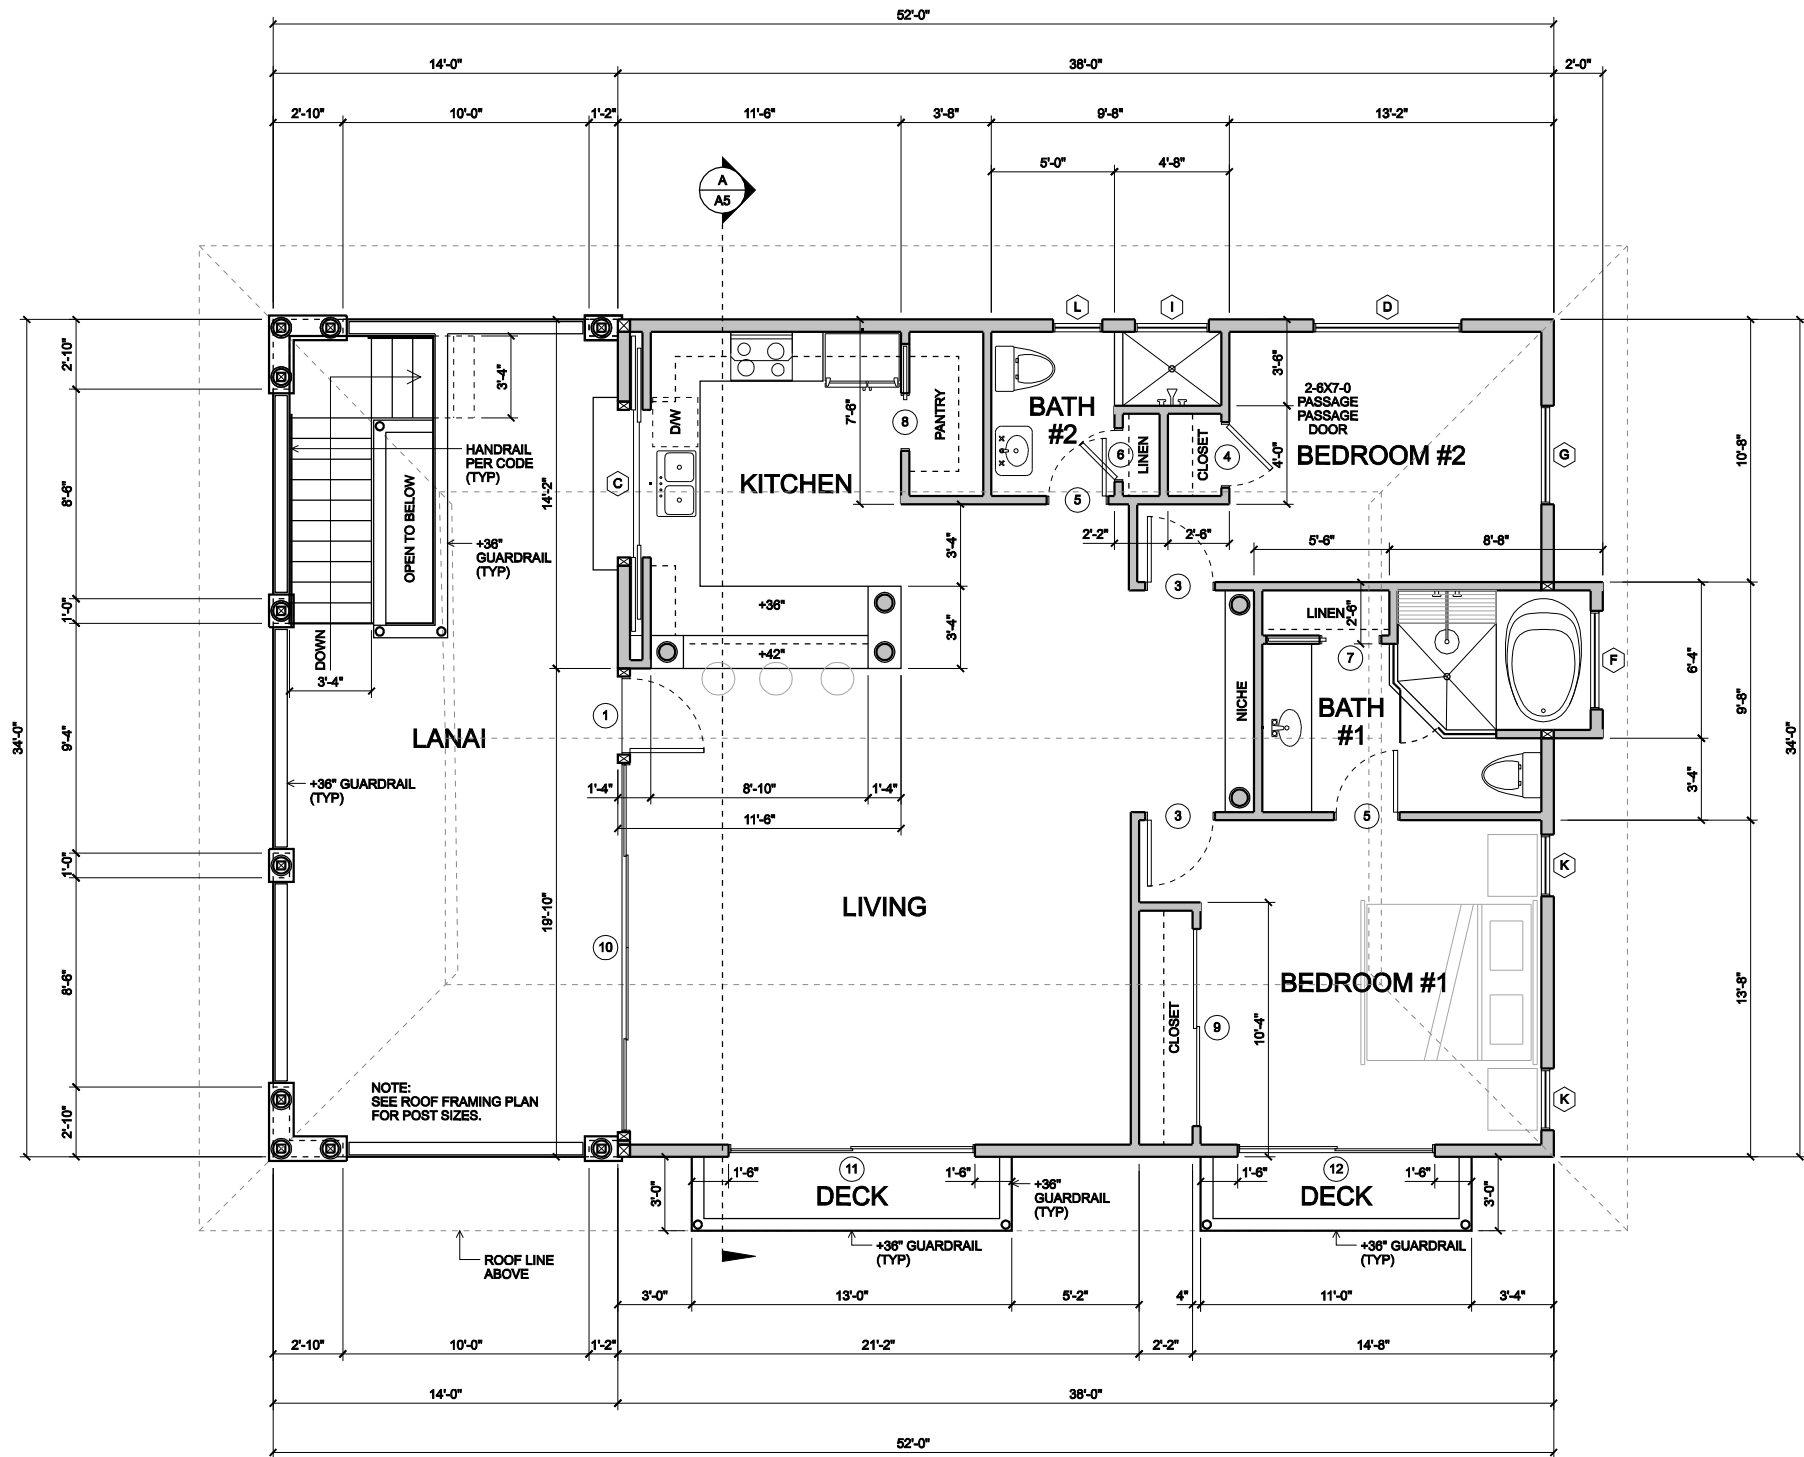 52'-0"
14'-0"
38'-0"
2'-0"
2'-10"
10'-0"
1'-2"
11'-6"
3'-8"
9'-8"
13'-2"
5'-0"
4'-8"
A
A5
L
I
D
2'-10"
8'-6"
1'-0"
9'-4"
1'-0"
8'-6"
2'-10"
34'-0"
3'-4"
HANDRAIL
PER CODE
(TYP)
OPEN TO BELOW
+36"
GUARDRAIL
(TYP)
DOWN
3'-4"
LANAI
+36" GUARDRAIL
(TYP)
NOTE:
SEE ROOF FRAMING PLAN
FOR POST SIZES.
14'-2"
19'-10"
C
D/W
7'-6"
8
PANTRY
KITCHEN
3'-4"
3'-4"
+36"
+42"
1
1'-4"
8'-10"
1'-4"
11'-6"
10
LIVING
BATH
#2
5
6
LINEN
CLOSET
4
3'-6"
4'-0"
2-6X7-0
PASSAGE
PASSAGE
DOOR
BEDROOM #2
G
2'-2"
2'-6"
5'-6"
8'-8"
3
NICHE
LINEN
2'-6"
7
BATH
#1
F
6'-4"
3'-4"
10'-8"
9'-8"
13'-8"
34'-0"
3
5
K
BEDROOM #1
CLOSET
9
10'-4"
K
1'-6"
11
1'-6"
3'-0"
DECK
+36"
GUARDRAIL
(TYP)
1'-6"
12
1'-6"
DECK
3'-0"
+36" GUARDRAIL
(TYP)
+36" GUARDRAIL
(TYP)
ROOF LINE
ABOVE
3'-0"
13'-0"
5'-2"
4"
11'-0"
3'-4"
2'-10"
10'-0"
1'-2"
21'-2"
2'-2"
14'-8"
14'-0"
38'-0"
52'-0"